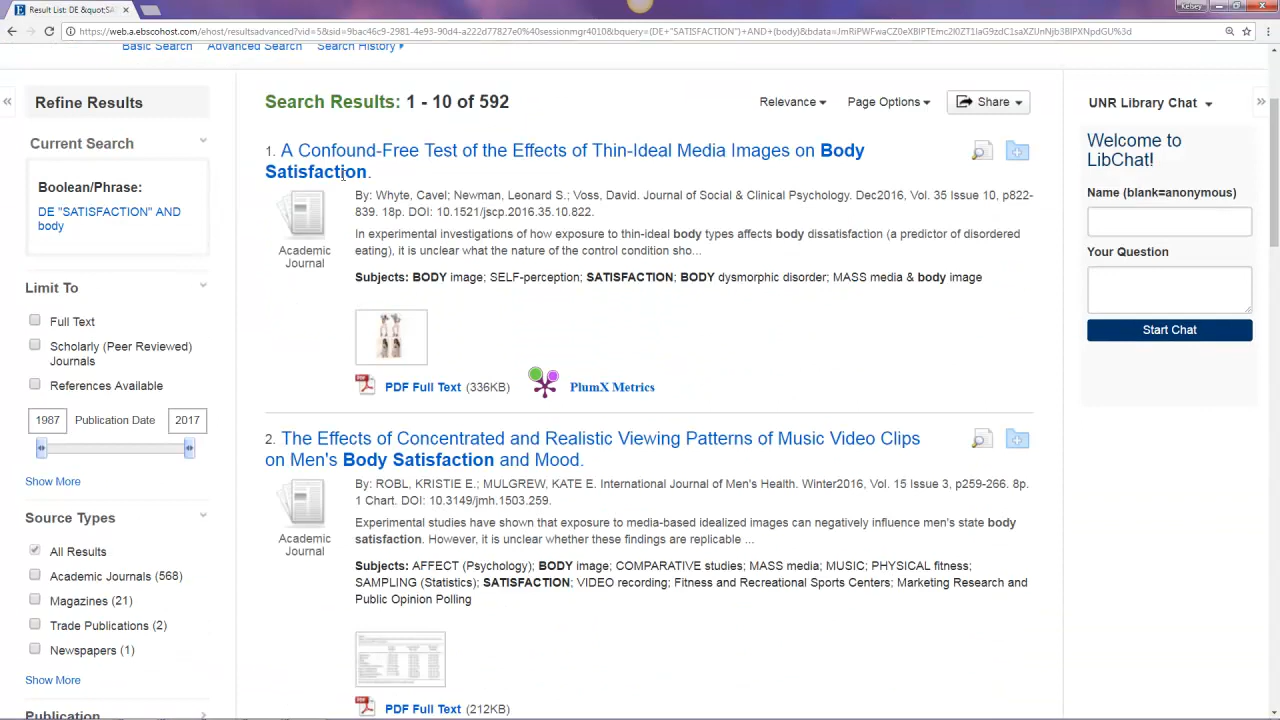 Result List: DE &quot;SA
Kelsey
https://web.a.ebscohost.com/ehost/resultsadvanced?vid=5&sid=9bac46c9-2981-4e93-90d4-a222d77827e0%40sessionmgr4010&bquery=(DE+"SATISFACTION")+AND+(body)&bdata=
Basic Search Advanced Search Search History
Refine Results
Current Search
Boolean/Phrase:
DE "SATISFACTION" AND
body
Limit To
Full Text
Scholarly (Peer Reviewed)
Journals
References Available
1987 Publication Date 2017
Show More
Source Types
All Results
Academic Journals (568)
Magazines (21)
Trade Publications (2)
Newspapers (1)
Show More
Publication
Search Results: 1 - 10 of 592
Relevance Page Options Share
1. A Confound-Free Test of the Effects of Thin-Ideal Media Images on Body
Satisfaction.
Academic
Journal
By: Whyte, Cavel; Newman, Leonard S.; Voss, David. Journal of Social & Clinical Psychology. Dec2016, Vol. 35 Issue 10, p822-
839. 18p. DOI: 10.1521/jscp.2016.35.10.822.
In experimental investigations of how exposure to thin-ideal body types affects body dissatisfaction (a predictor of disordered
eating), it is unclear what the nature of the control condition sho...
Subjects: BODY image; SELF-perception; SATISFACTION; BODY dysmorphic disorder; MASS media & body image
PDF Full Text (336KB) PlumX Metrics
2. The Effects of Concentrated and Realistic Viewing Patterns of Music Video Clips
on Men's Body Satisfaction and Mood.
Academic
Journal
By: ROBL, KRISTIE E.; MULGREW, KATE E. International Journal of Men's Health. Winter2016, Vol. 15 Issue 3, p259-266. 8p.
1 Chart. DOI: 10.3149/jmh.1503.259.
Experimental studies have shown that exposure to media-based idealized images can negatively influence men's state body
satisfaction. However, it is unclear whether these findings are replicable ...
Subjects: AFFECT (Psychology); BODY image; COMPARATIVE studies; MASS media; MUSIC; PHYSICAL fitness;
SAMPLING (Statistics); SATISFACTION; VIDEO recording; Fitness and Recreational Sports Centers; Marketing Research and
Public Opinion Polling
PDF Full Text (212KB)
UNR Library Chat
Welcome to
LibChat!
Name (blank=anonymous)
Your Question
Start Chat